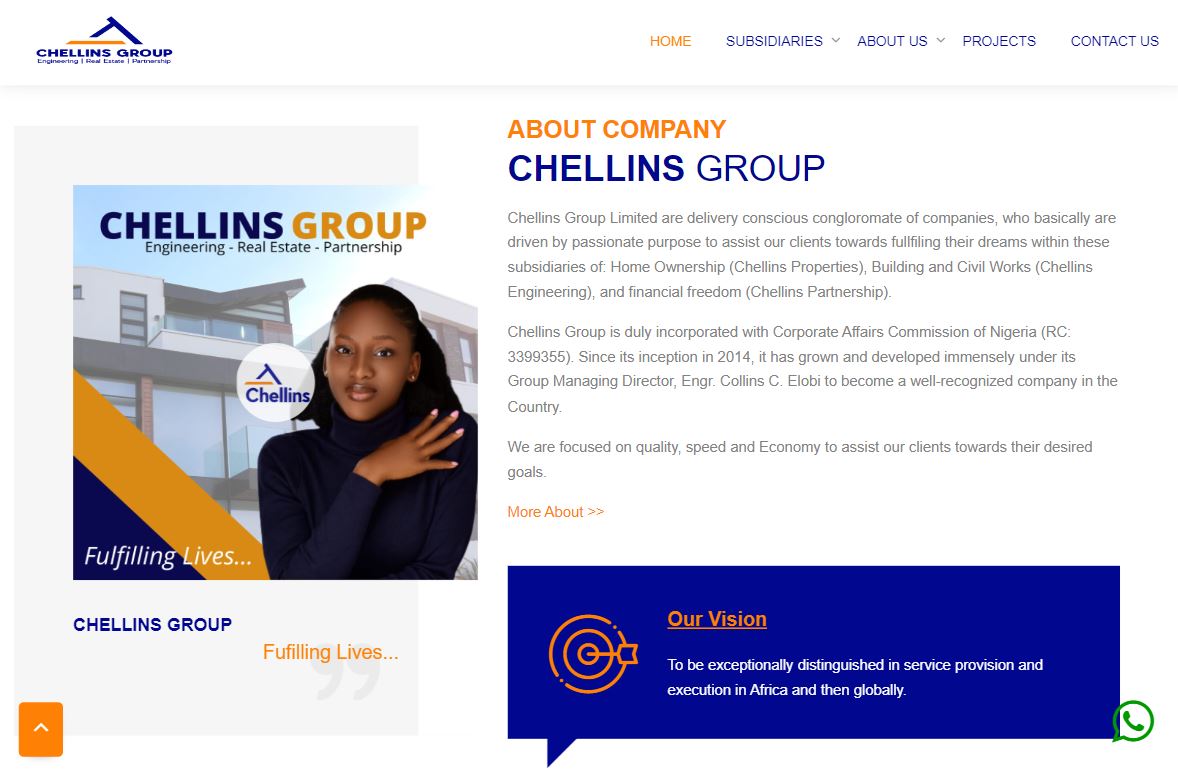 CHELLINS GROUP
Engineering | Real Estate | Partnership
HOME
SUBSIDIARIES
ABOUT US
PROJECTS
CONTACT US
CHELLINS GROUP
Engineering - Real Estate - Partnership
Chellins
Fulfilling Lives...
CHELLINS GROUP
Fufilling Lives...
ABOUT COMPANY
CHELLINS GROUP
Chellins Group Limited are delivery conscious conglomomate of companies, who basically are
driven by passionate purpose to assist our clients towards fullfiling their dreams within these
subsidiaries of: Home Ownership (Chellins Properties), Building and Civil Works (Chellins
Engineering), and financial freedom (Chellins Partnership).
Chellins Group is duly incorporated with Corporate Affairs Commission of Nigeria (RC:
3399355). Since its inception in 2014, it has grown and developed immensely under its
Group Managing Director, Engr. Collins C. Elobi to become a well-recognized company in the
Country.
We are focused on quality, speed and Economy to assist our clients towards their desired
goals.
More About >>
Our Vision
To be exceptionally distinguished in service provision and
execution in Africa and then globally.